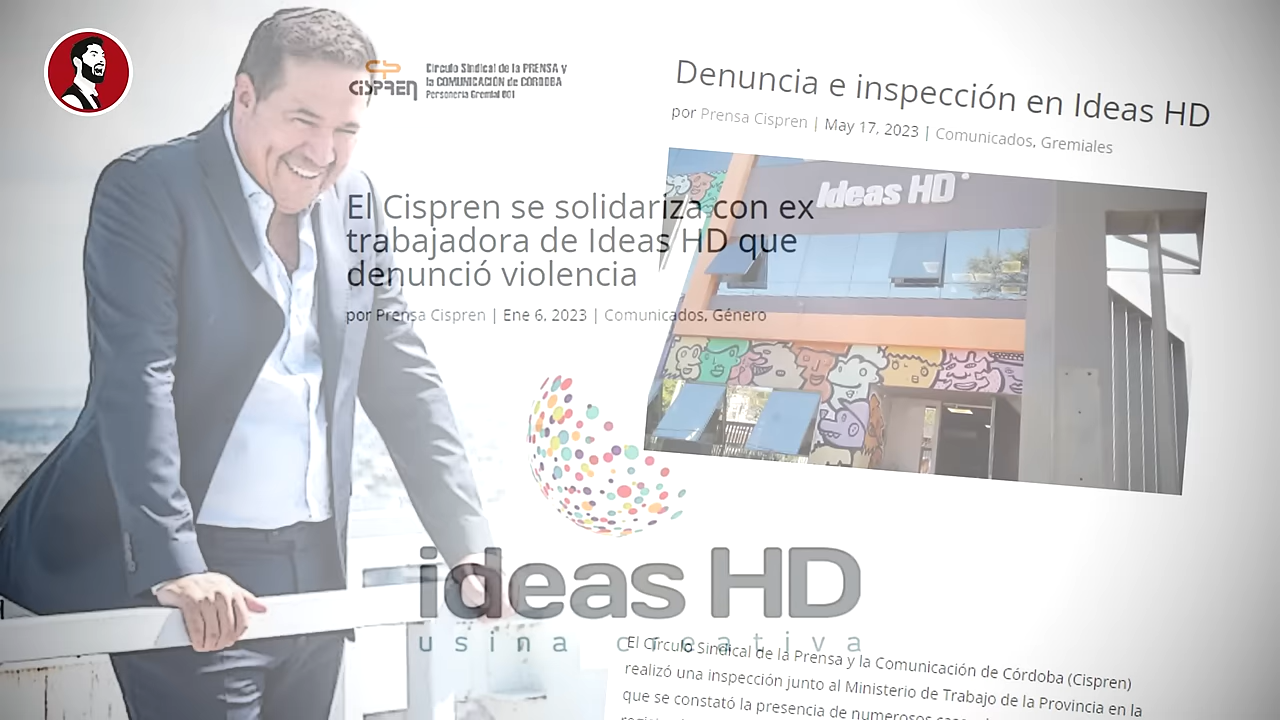 CISPREN
Círculo Sindical de la PRENSA y
la COMUNICACIÓN de CÓRDOBA
Personería Gremial 001
Denuncia e inspección en Ideas HD
por Prensa Cispren | May 17, 2023 | Comunicados, Gremiales
Ideas HD
El Cispren se solidariza con ex
trabajadora de Ideas HD que
denunció violencia
por Prensa Cispren | Ene 6, 2023 | Comunicados, Género
ideas HD
usina creativa
El Círculo Sindical de la Prensa y la Comunicación de Córdoba (Cispren)
realizó una inspección junto al Ministerio de Trabajo de la Provincia en la
que se constató la presencia de numerosos